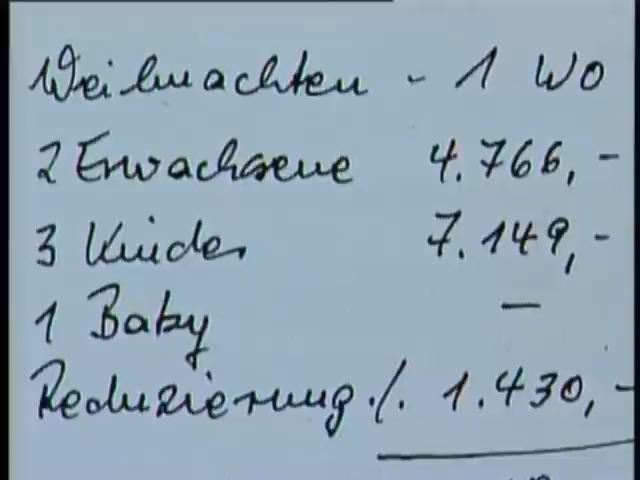 Weihnachten - 1 Wo
2 Erwachsene 4.766,-
3 Kinder 7.149,-
1 Baby -
Reduzierung ./. 1.430,-